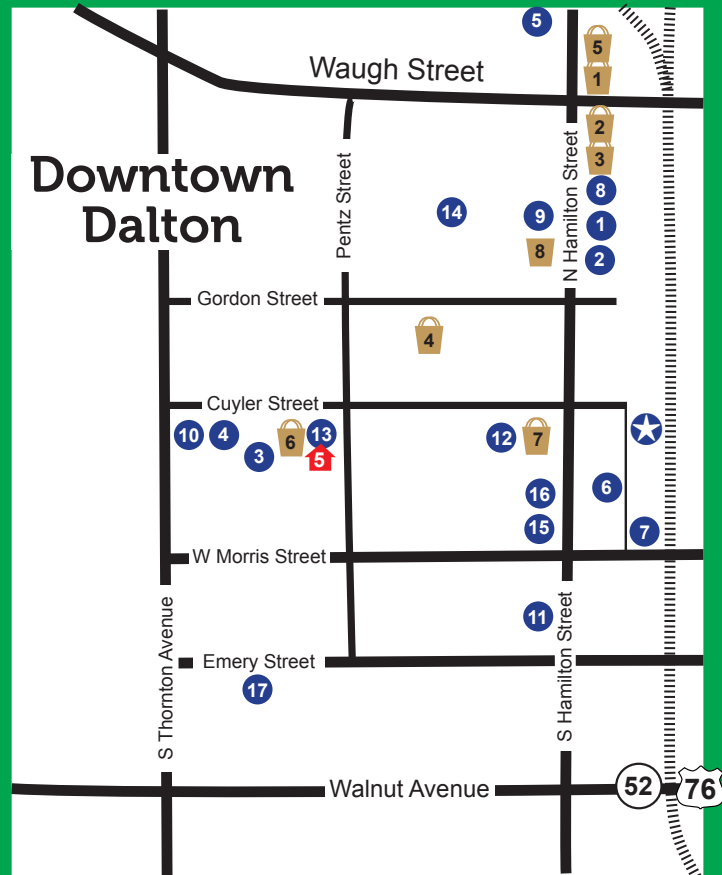 5
5
1
Waugh Street
2
3
Downtown
Dalton
Pentz Street
N Hamilton Street
8
14
9
1
8
2
Gordon Street
4
Cuyler Street
10
4
3
6
13
5
12
7
16
6
15
7
W Morris Street
S Thornton Avenue
S Hamilton Street
11
Emery Street
17
Walnut Avenue
52
76